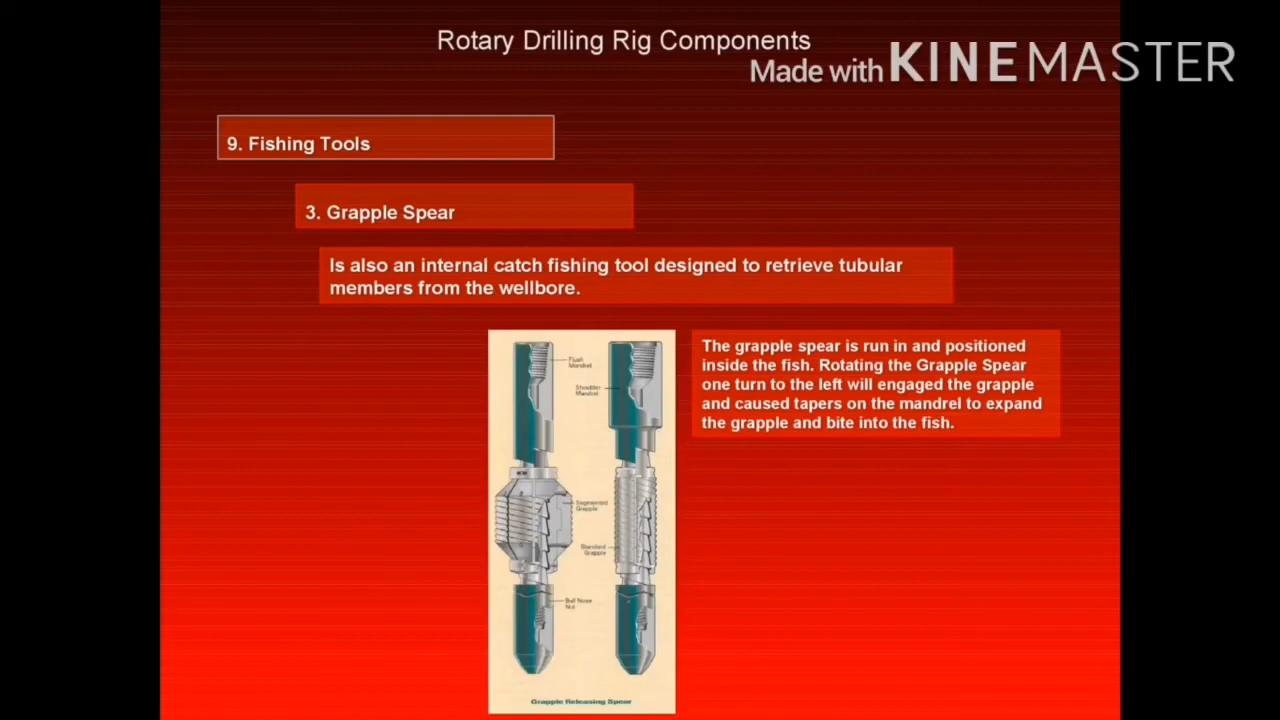 Rotary Drilling Rig Components
Made with KINEMASTER
9. Fishing Tools
3. Grapple Spear
Is also an internal catch fishing tool designed to retrieve tubular
members from the wellbore.
The grapple spear is run in and positioned
inside the fish. Rotating the Grapple Spear
one turn to the left will engaged the grapple
and caused tapers on the mandrel to expand
the grapple and bite into the fish.
Flush
Mandrel
Shoulder
Mandrel
Segmented
Grapple
Standard
Grapple
Bull Nose
Nut
Grapple Releasing Spear